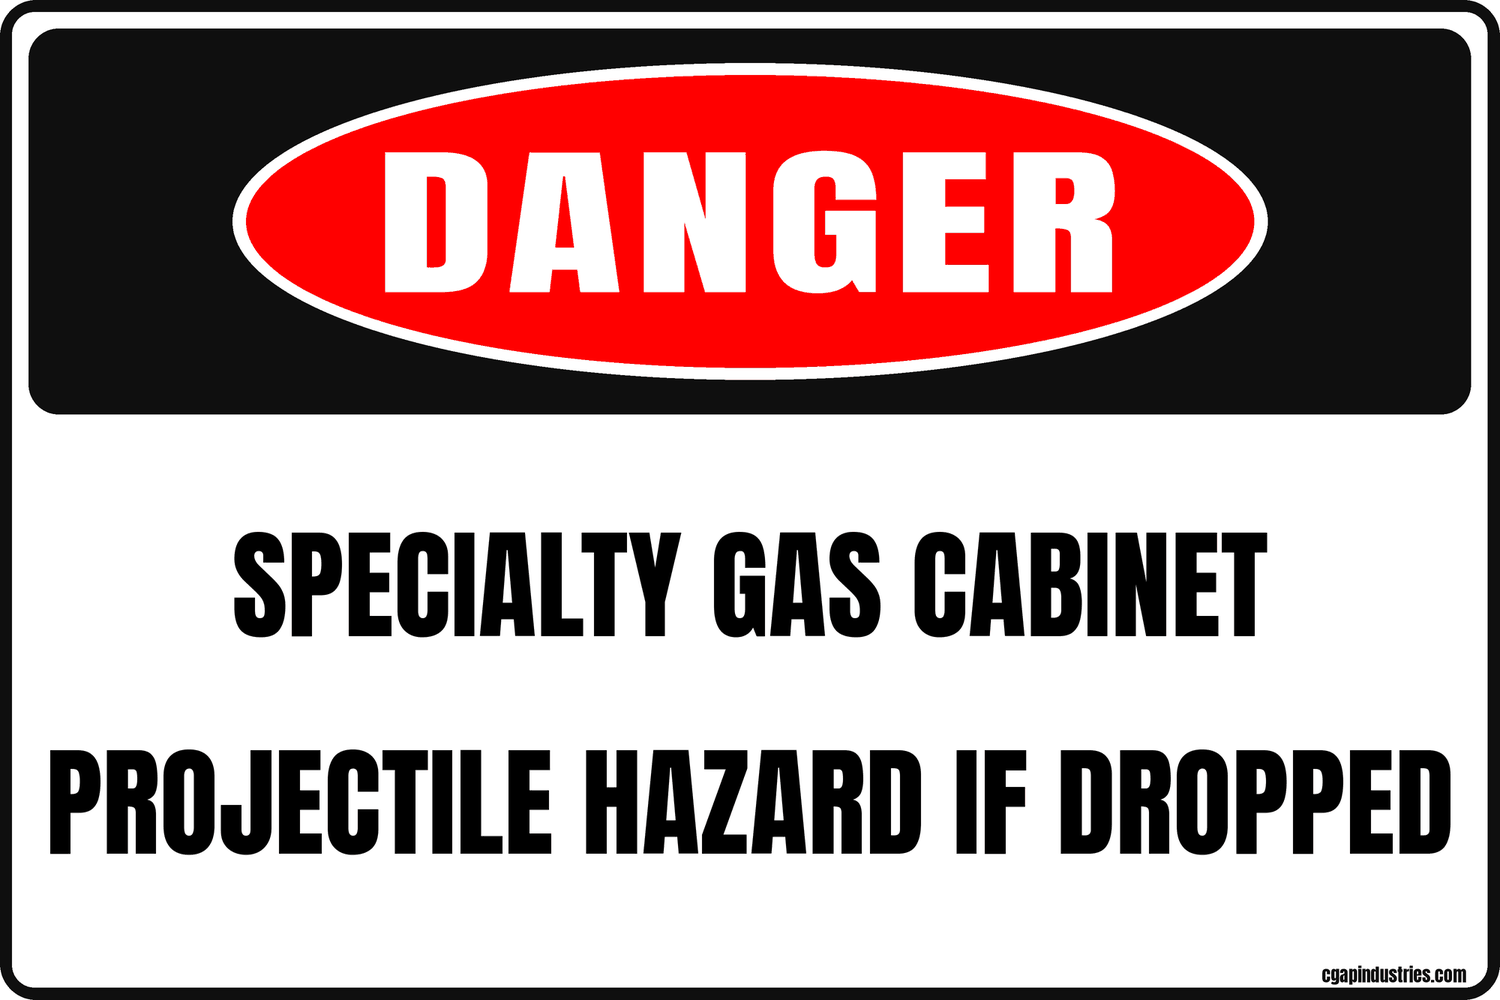 DANGER
SPECIALTY GAS CABINET
PROJECTILE HAZARD IF DROPPED
cgapindustries.com